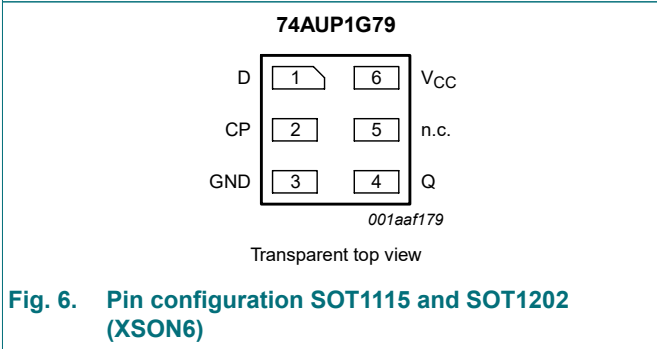 74AUP1G79
D 1 6 VCC
CP 2 5 n.c.
GND 3 4 Q
001aaf179
Transparent top view
Fig. 6. Pin configuration SOT1115 and SOT1202
(XSON6)